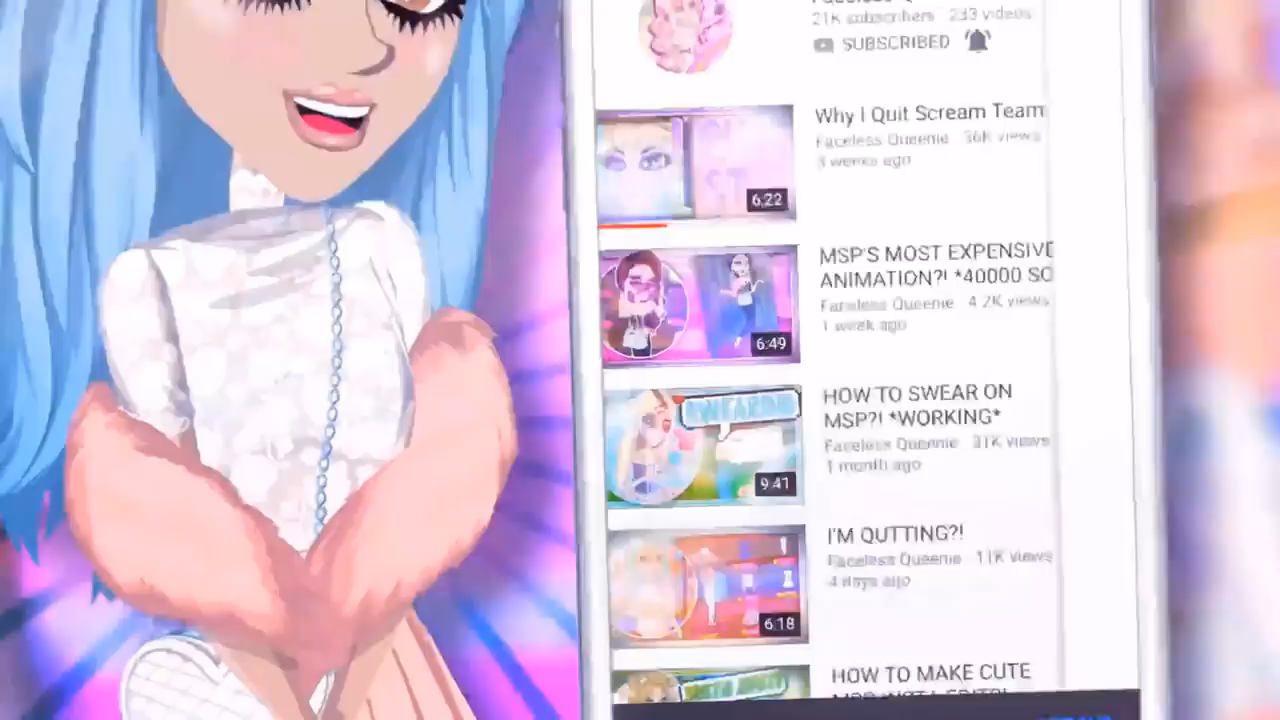 21K subscribers 233 videos
SUBSCRIBED
Why I Quit Scream Team
Faceless Queenie 36K views
3 weeks ago
6:22
MSP'S MOST EXPENSIVE
ANIMATION?! *40000 SC
Faceless Queenie 4.2K views
1 week ago
6:49
HOW TO SWEAR ON
MSP?! *WORKING*
Faceless Queenie 31K views
1 month ago
SWEARING
9:41
I'M QUTTING?!
Faceless Queenie 11K views
4 days ago
6:18
HOW TO MAKE CUTE